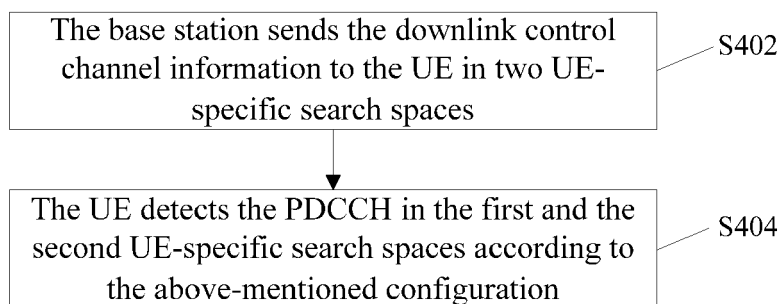 The base station sends the downlink control
channel information to the UE in two UE-
specific search spaces
S402
The UE detects the PDCCH in the first and the
second UE-specific search spaces according to
the above-mentioned configuration
S404